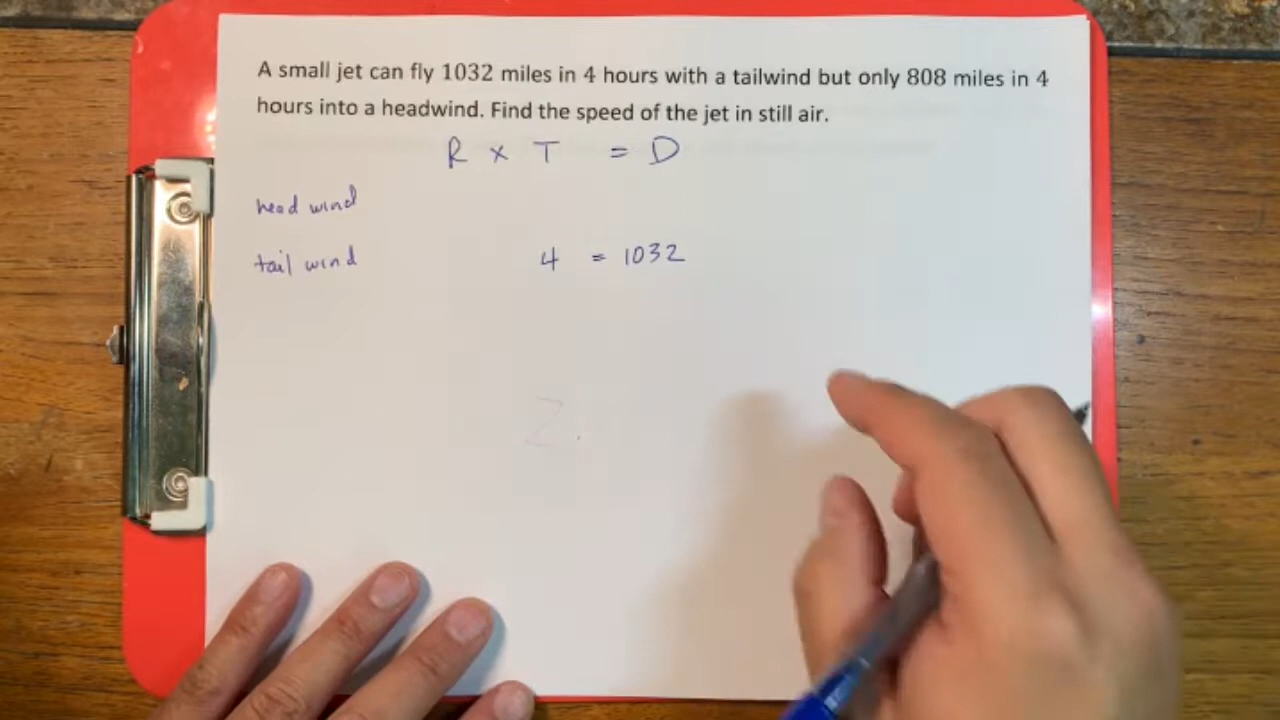 A small jet can fly 1032 miles in 4 hours with a tailwind but only 808 miles in 4
hours into a headwind. Find the speed of the jet in still air.
R × T = D
head wind
tail wind 4 = 1032